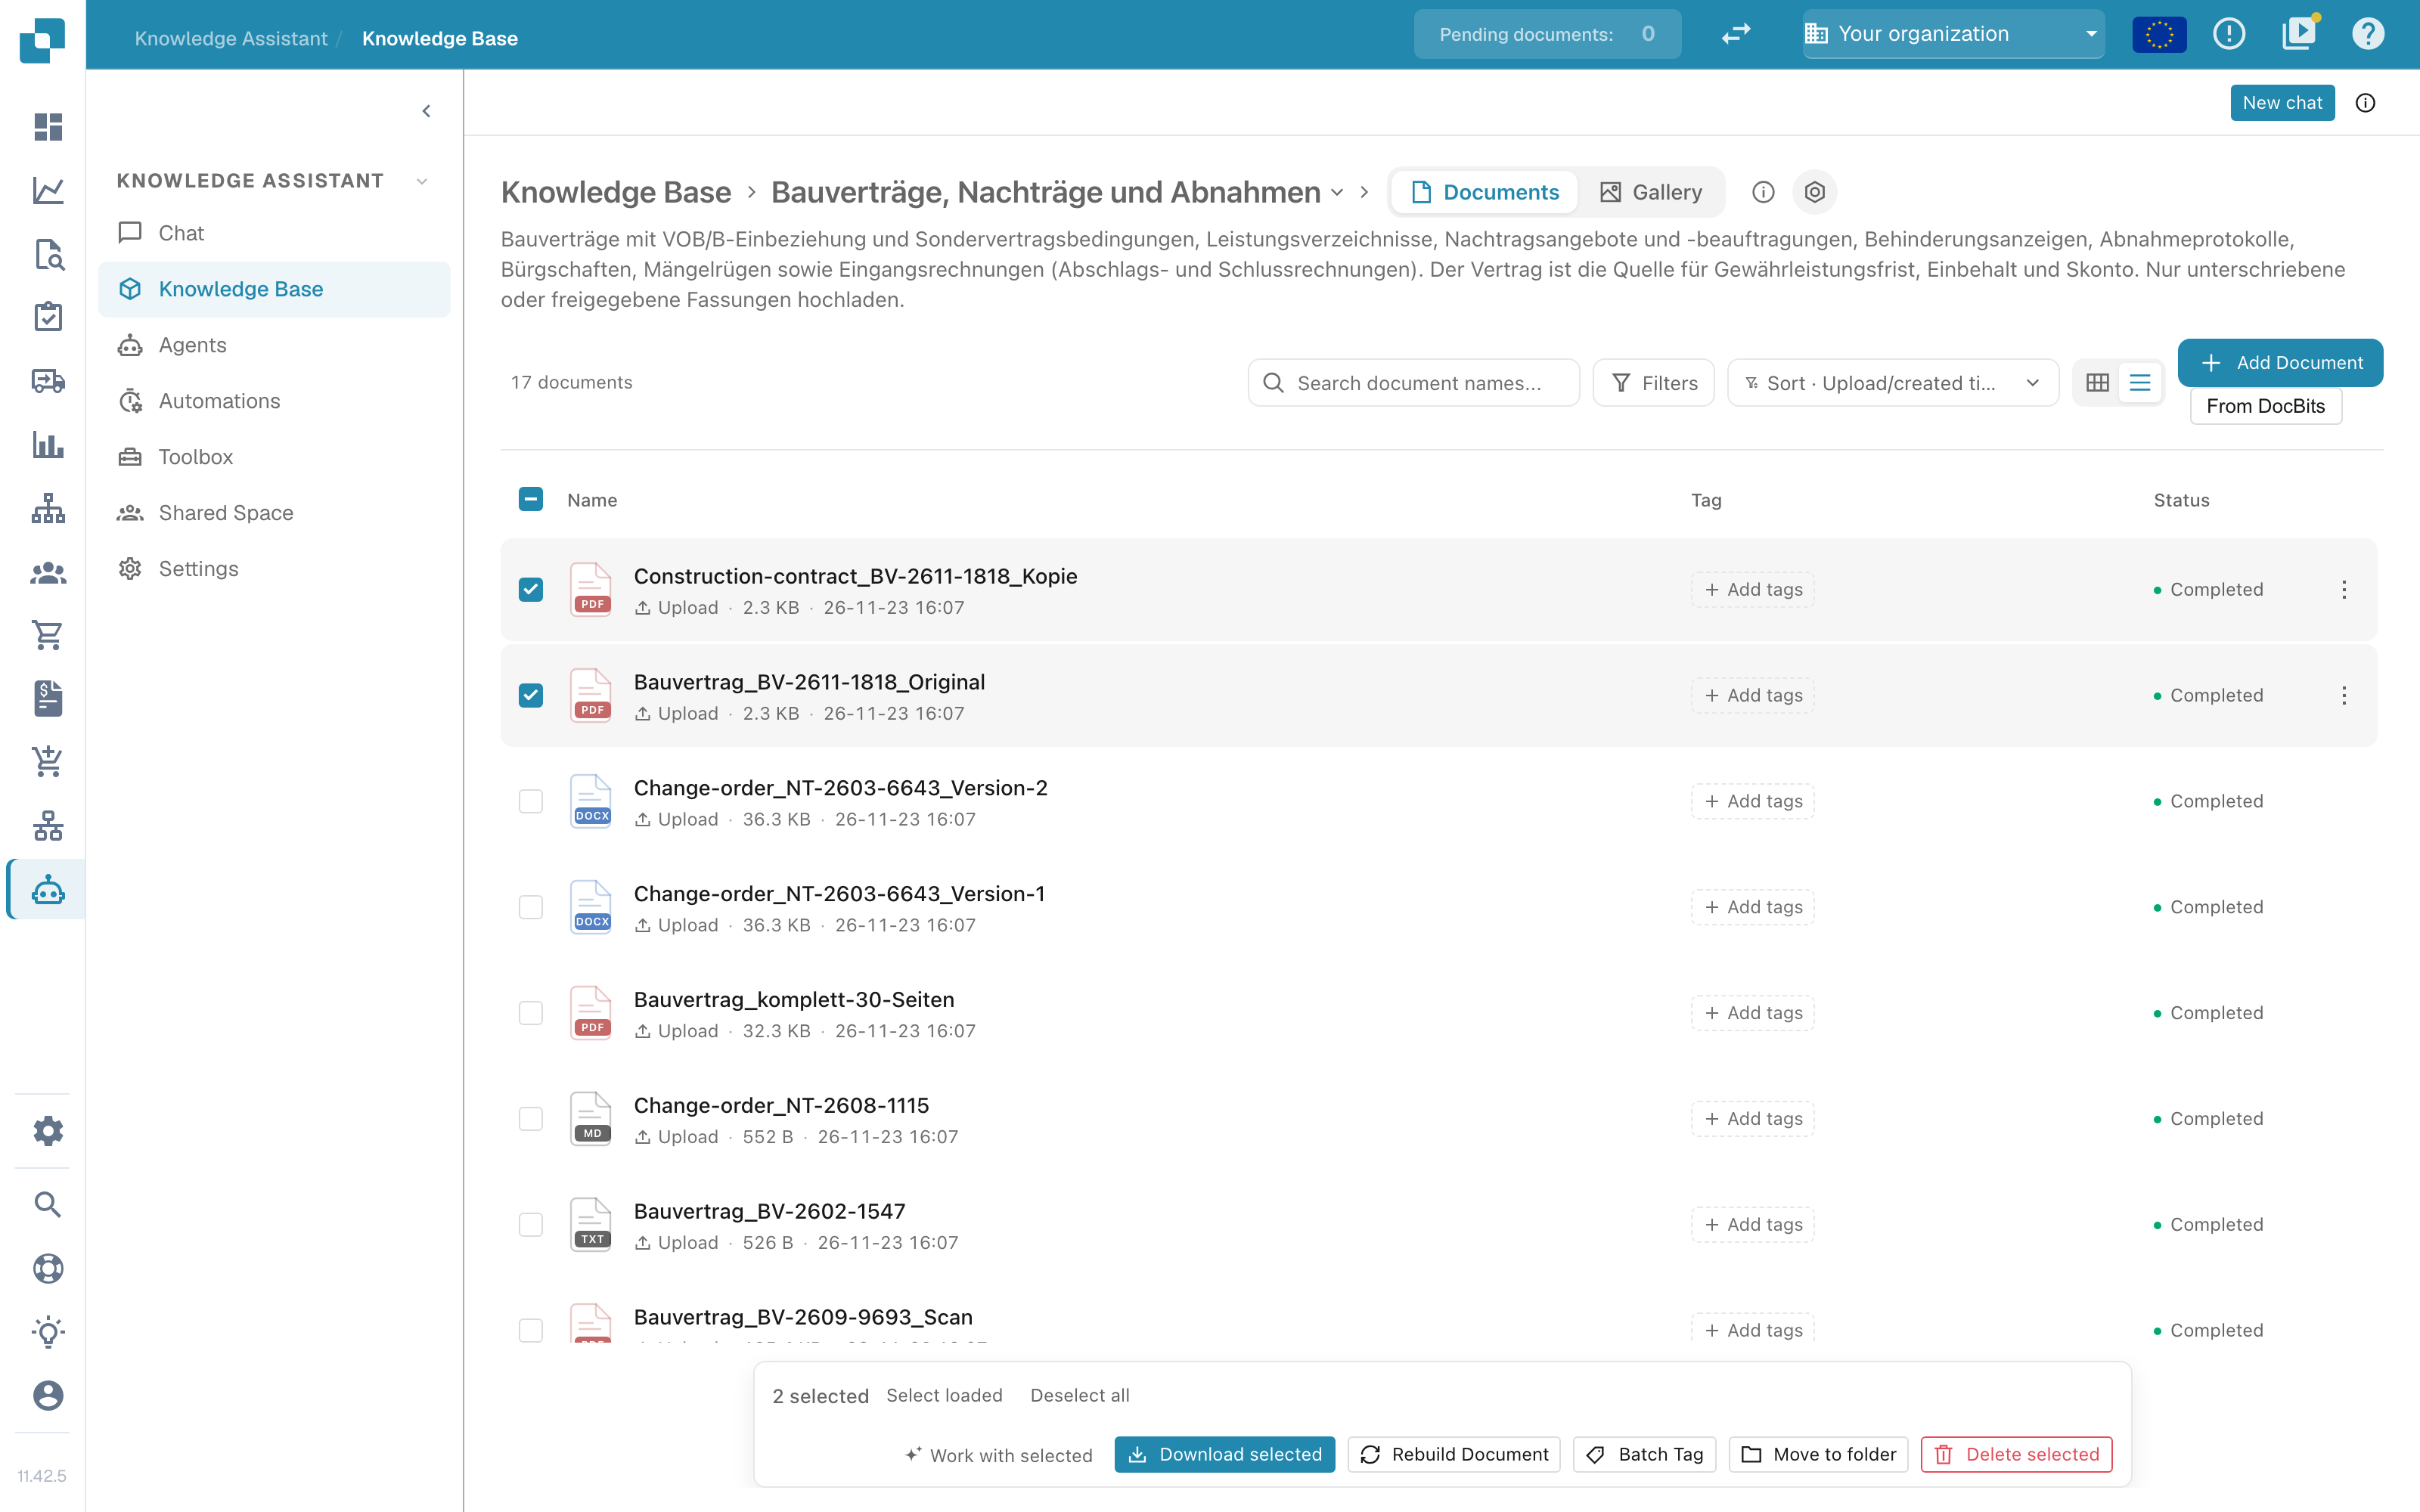 Knowledge Assistant / Knowledge Base
Pending documents: 0
Your organization
New chat
KNOWLEDGE ASSISTANT
Chat
Knowledge Base
Agents
Automations
Toolbox
Shared Space
Settings
11.42.5
Knowledge Base > Bauverträge, Nachträge und Abnahmen
Documents
Gallery
Bauverträge mit VOB/B-Einbeziehung und Sondervertragsbedingungen, Leistungsverzeichnisse, Nachtragsangebote und -beauftragungen, Behinderungsanzeigen, Abnahmeprotokolle,
Bürgschaften, Mängelrügen sowie Eingangsrechnungen (Abschlags- und Schlussrechnungen). Der Vertrag ist die Quelle für Gewährleistungsfrist, Einbehalt und Skonto. Nur unterschriebene
oder freigegebene Fassungen hochladen.
17 documents
Search document names...
Filters
Sort · Upload/created ti...
Add Document
From DocBits
Name Tag Status
Construction-contract_BV-2611-1818_Kopie
PDF
Upload · 2.3 KB · 26-11-23 16:07
+ Add tags
Completed
Bauvertrag_BV-2611-1818_Original
PDF
Upload · 2.3 KB · 26-11-23 16:07
+ Add tags
Completed
Change-order_NT-2603-6643_Version-2
DOCX
Upload · 36.3 KB · 26-11-23 16:07
+ Add tags
Completed
Change-order_NT-2603-6643_Version-1
DOCX
Upload · 36.3 KB · 26-11-23 16:07
+ Add tags
Completed
Bauvertrag_komplett-30-Seiten
PDF
Upload · 32.3 KB · 26-11-23 16:07
+ Add tags
Completed
Change-order_NT-2608-1115
MD
Upload · 552 B · 26-11-23 16:07
+ Add tags
Completed
Bauvertrag_BV-2602-1547
TXT
Upload · 526 B · 26-11-23 16:07
+ Add tags
Completed
Bauvertrag_BV-2609-9693_Scan
+ Add tags
Completed
2 selected Select loaded Deselect all
Work with selected
Download selected
Rebuild Document
Batch Tag
Move to folder
Delete selected